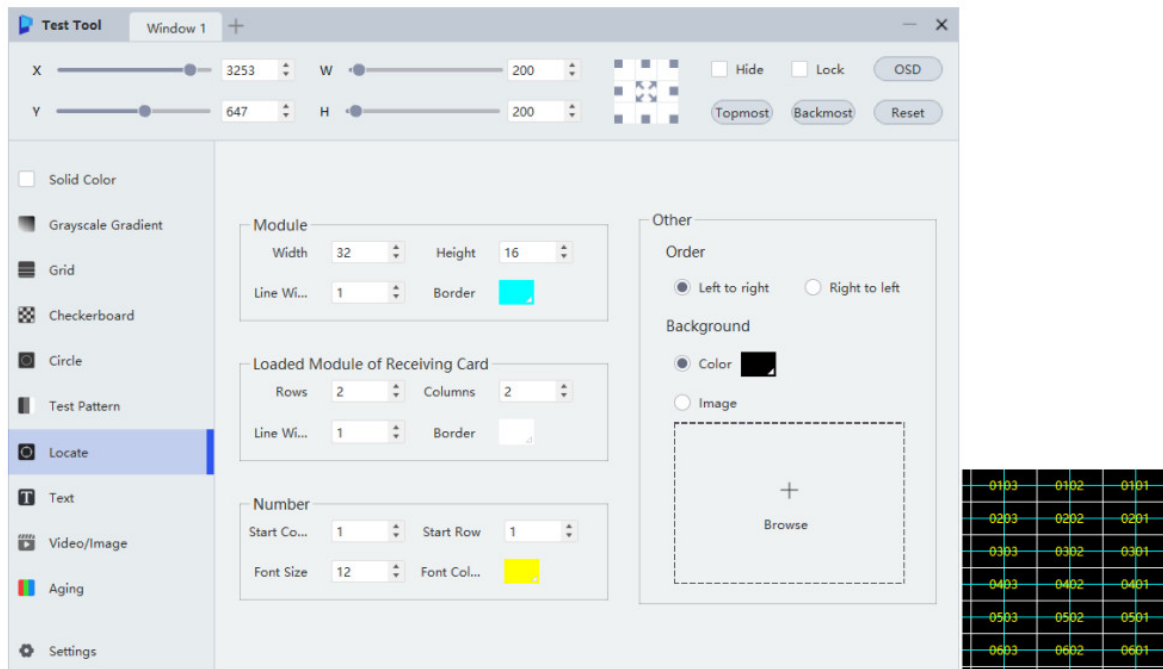 Test Tool
Window 1
X 3253 W 200 Hide Lock OSD
Y 647 H 200 Topmost Backmost Reset
Solid Color
Grayscale Gradient
Grid
Checkerboard
Circle
Test Pattern
Locate
Text
Video/Image
Aging
Settings
Module
Width 32 Height 16
Line Wi... 1 Border
Loaded Module of Receiving Card
Rows 2 Columns 2
Line Wi... 1 Border
Number
Start Co... 1 Start Row 1
Font Size 12 Font Col...
Other
Order
Left to right Right to left
Background
Color
Image
Browse
0103 0102 0101
0203 0202 0201
0303 0302 0301
0403 0402 0401
0503 0502 0501
0603 0602 0601